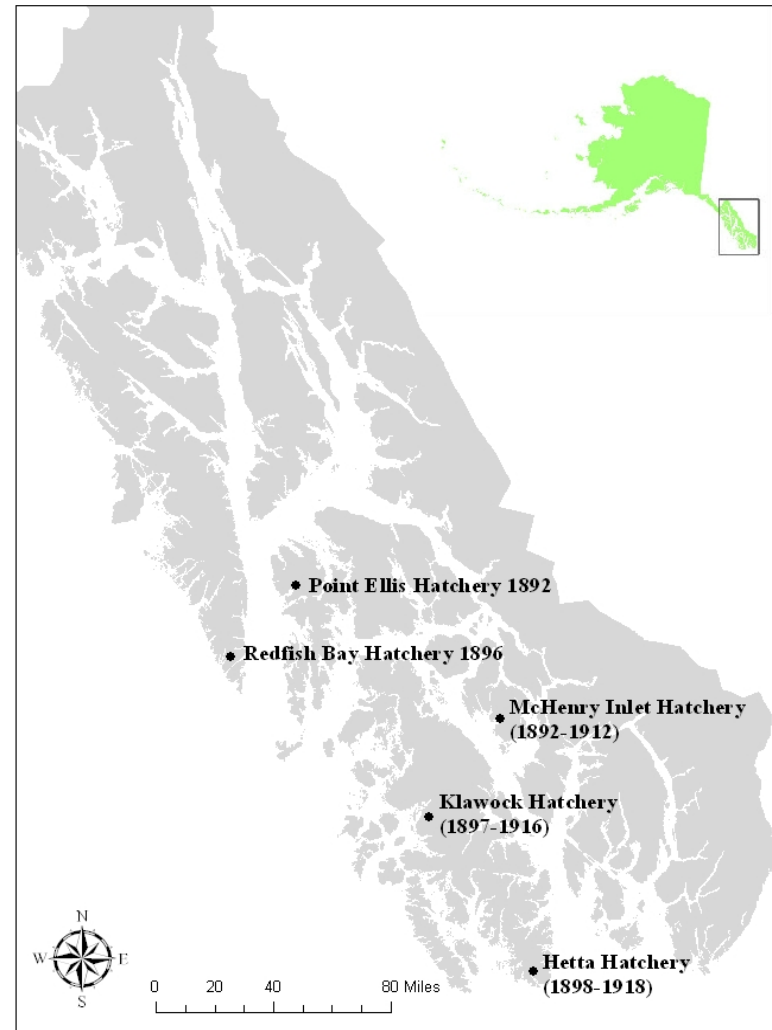 Point Ellis Hatchery 1892
Redfish Bay Hatchery 1896
McHenry Inlet Hatchery
(1892-1912)
Klawock Hatchery
(1897-1916)
Hetta Hatchery
(1898-1918)
N
W E
S
0 20 40 80 Miles